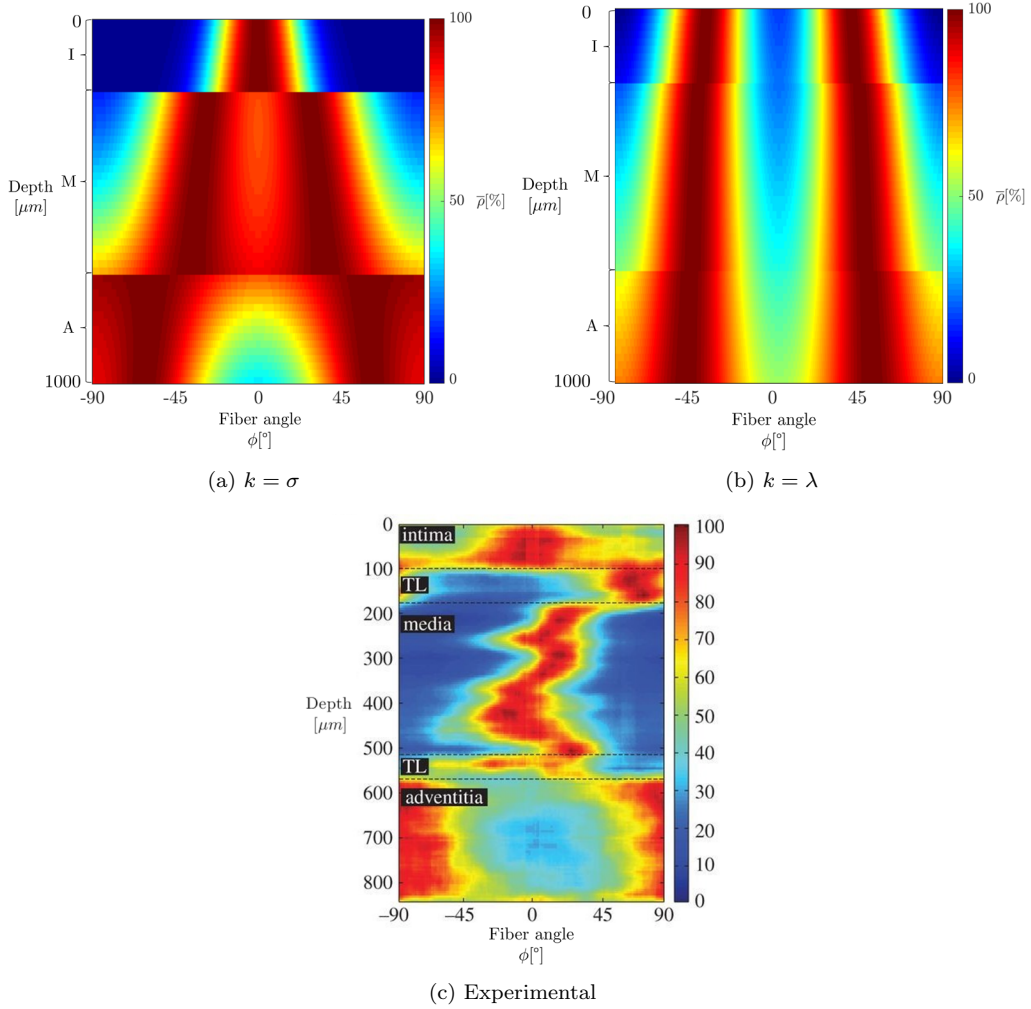 0
I
M
A
1000
Depth
[μm]
-90
-45
0
45
90
Fiber angle
ϕ[°]
100
50
0
ρ̅[%]
(a) k = σ
0
I
M
A
1000
Depth
[μm]
-90
-45
0
45
90
Fiber angle
ϕ[°]
100
50
0
ρ̅[%]
(b) k = λ
0
100
200
300
400
500
600
700
800
Depth
[μm]
intima
TL
media
TL
adventitia
–90
–45
0
45
90
Fiber angle
ϕ[°]
100
90
80
70
60
50
40
30
20
10
0
(c) Experimental